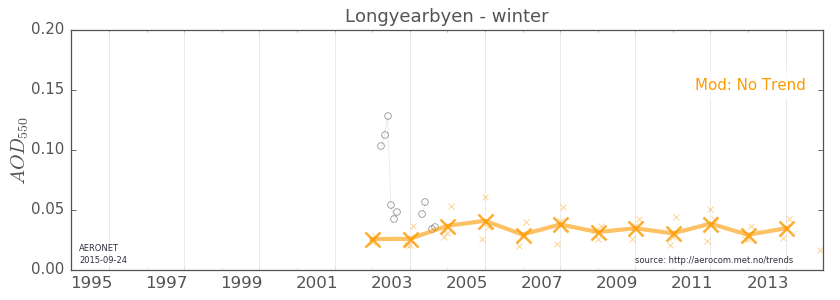 Longyearbyen - winter
0.20
0.15
0.10
0.05
0.00
AOD550
Mod: No Trend
AERONET
2015-09-24
source: http://aerocom.met.no/trends
1995 1997 1999 2001 2003 2005 2007 2009 2011 2013